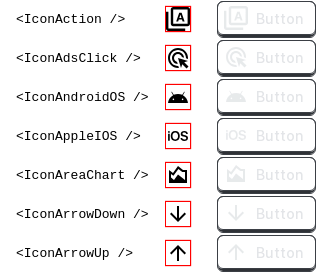 <IconAction /> A A Button
<IconAdsClick /> Button
<IconAndroidOS /> Button
<IconAppleIOS /> iOS iOS Button
<IconAreaChart /> Button
<IconArrowDown /> Button
<IconArrowUp /> Button